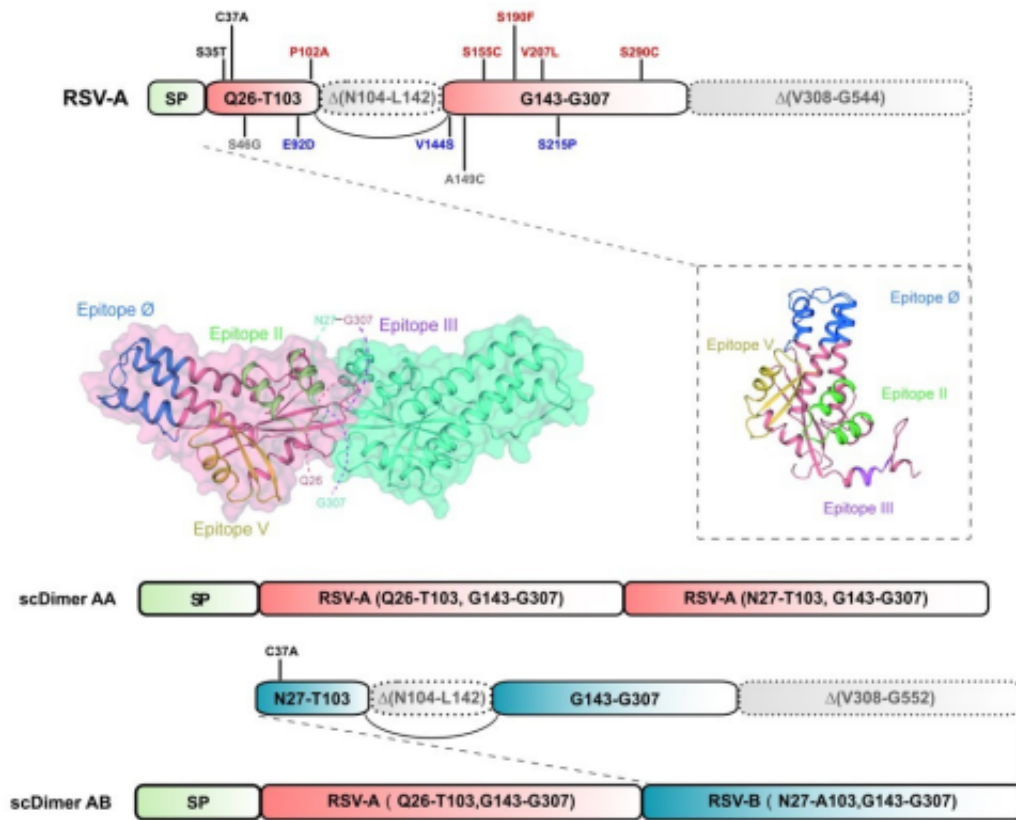 C37A S190F
S35T P102A S155C V207L S290C
RSV-A SP Q26-T103 Δ(N104-L142) G143-G307 Δ(V308-G544)
S46G E92D V144S S215P
A149C
Epitope Ø Epitope II N27-G307 Epitope III Epitope Ø
Epitope V
Epitope II
Q26
G307
Epitope V Epitope III
scDimer AA SP RSV-A (Q26-T103, G143-G307) RSV-A (N27-T103, G143-G307)
C37A
N27-T103 Δ(N104-L142) G143-G307 Δ(V308-G552)
scDimer AB SP RSV-A ( Q26-T103,G143-G307) RSV-B ( N27-A103,G143-G307)